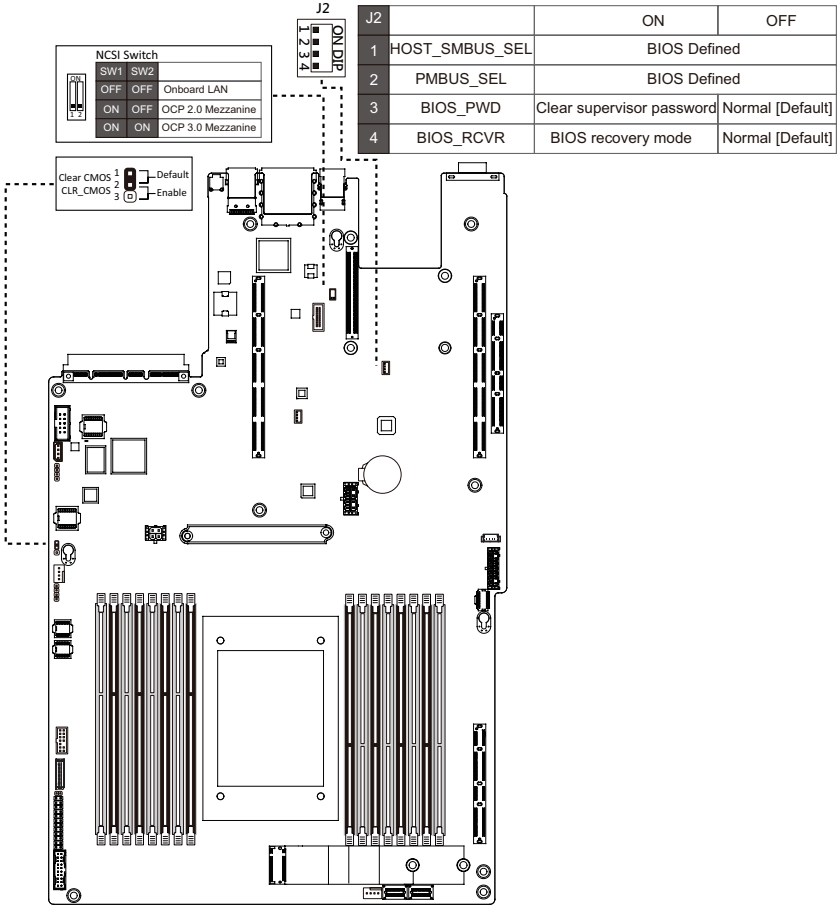 J2
ON DIP
1 2 3 4
J2 ON OFF
1 HOST_SMBUS_SEL BIOS Defined
2 PMBUS_SEL BIOS Defined
3 BIOS_PWD Clear supervisor password Normal [Default]
4 BIOS_RCVR BIOS recovery mode Normal [Default]
NCSI Switch
ON
1 2
SW1 SW2
OFF OFF Onboard LAN
ON OFF OCP 2.0 Mezzanine
ON ON OCP 3.0 Mezzanine
Clear CMOS 1 Default
CLR_CMOS 2 Enable
3